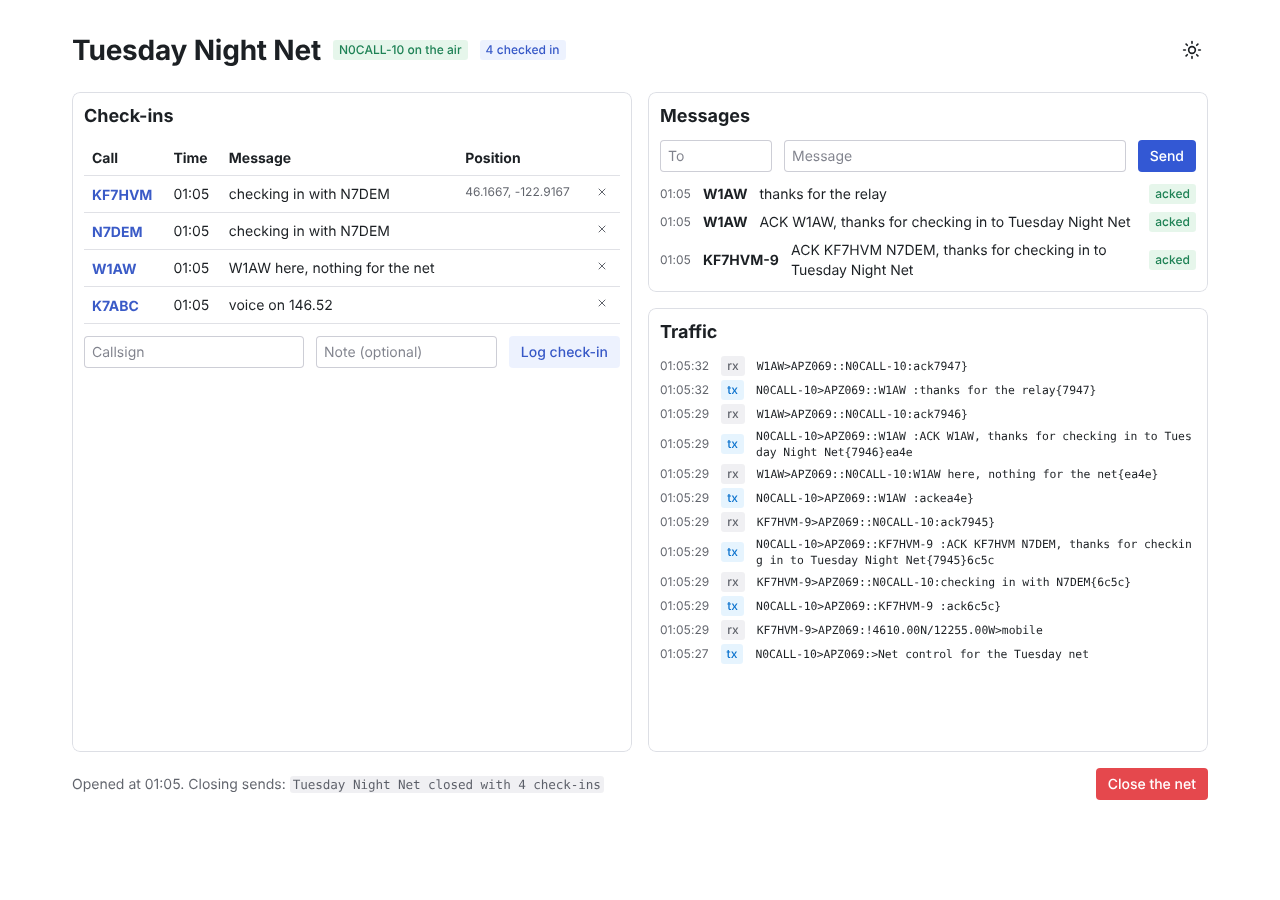 Tuesday Night Net N0CALL-10 on the air 4 checked in
Check-ins
Call Time Message Position
KF7HVM 01:05 checking in with N7DEM 46.1667, -122.9167 ×
N7DEM 01:05 checking in with N7DEM ×
W1AW 01:05 W1AW here, nothing for the net ×
K7ABC 01:05 voice on 146.52 ×
Callsign Note (optional) Log check-in
Messages
To Message Send
01:05 W1AW thanks for the relay acked
01:05 W1AW ACK W1AW, thanks for checking in to Tuesday Night Net acked
01:05 KF7HVM-9 ACK KF7HVM N7DEM, thanks for checking in to
Tuesday Night Net acked
Traffic
01:05:32 rx W1AW>APZ069::N0CALL-10:ack7947}
01:05:32 tx N0CALL-10>APZ069::W1AW :thanks for the relay{7947}
01:05:29 rx W1AW>APZ069::N0CALL-10:ack7946}
01:05:29 tx N0CALL-10>APZ069::W1AW :ACK W1AW, thanks for checking in to Tues
day Night Net{7946}ea4e
01:05:29 rx W1AW>APZ069::N0CALL-10:W1AW here, nothing for the net{ea4e}
01:05:29 tx N0CALL-10>APZ069::W1AW :ackea4e}
01:05:29 rx KF7HVM-9>APZ069::N0CALL-10:ack7945}
01:05:29 tx N0CALL-10>APZ069::KF7HVM-9 :ACK KF7HVM N7DEM, thanks for checkin
g in to Tuesday Night Net{7945}6c5c
01:05:29 rx KF7HVM-9>APZ069::N0CALL-10:checking in with N7DEM{6c5c}
01:05:29 tx N0CALL-10>APZ069::KF7HVM-9 :ack6c5c}
01:05:29 rx KF7HVM-9>APZ069:!4610.00N/12255.00W>mobile
01:05:27 tx N0CALL-10>APZ069:>Net control for the Tuesday net
Opened at 01:05. Closing sends: Tuesday Night Net closed with 4 check-ins Close the net